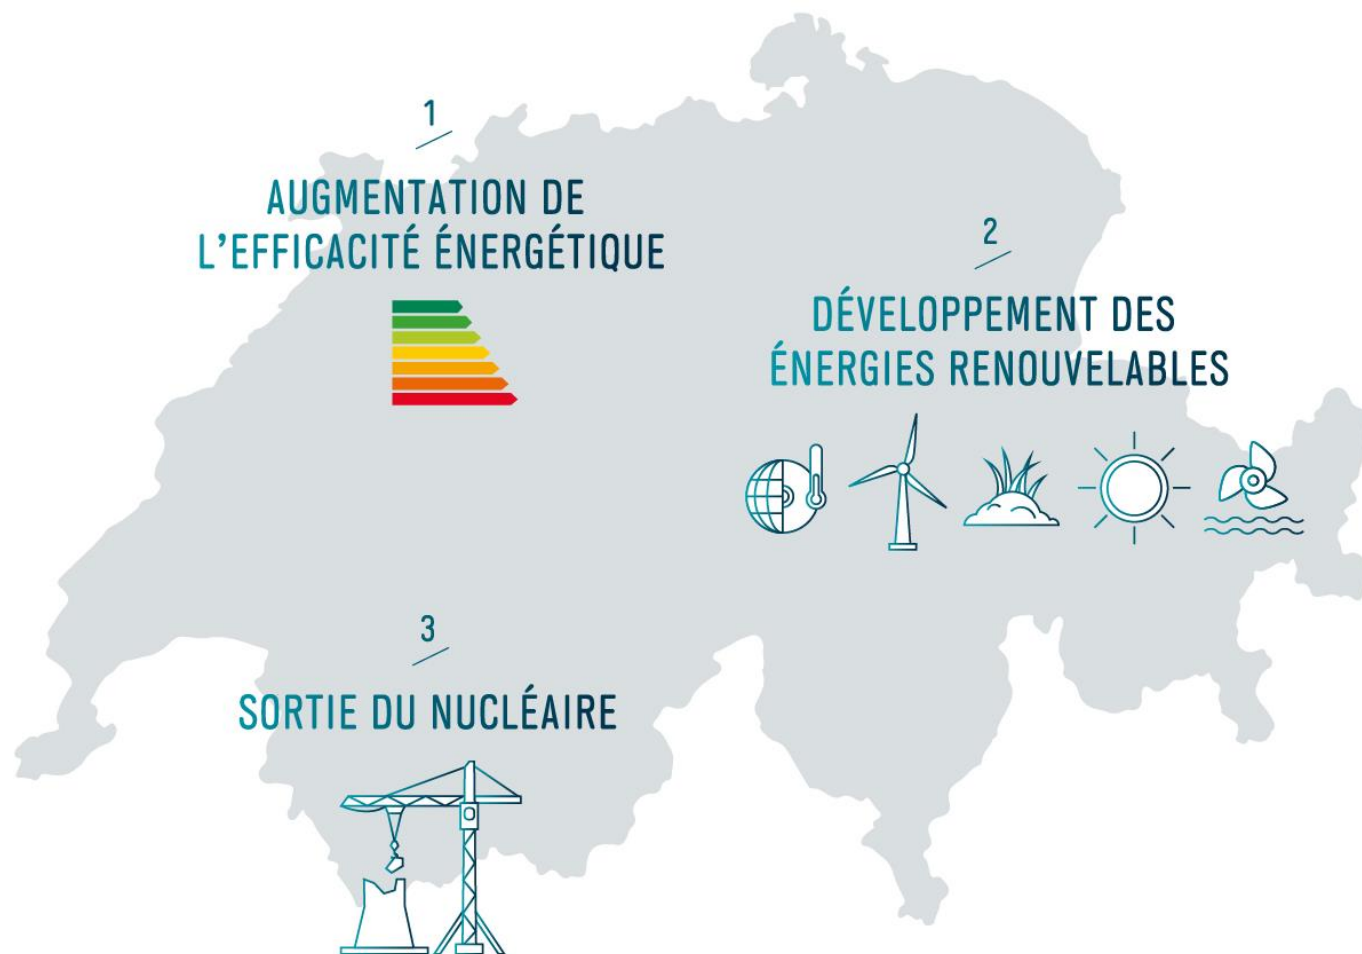 1
AUGMENTATION DE
L’EFFICACITÉ ÉNERGÉTIQUE
2
DÉVELOPPEMENT DES
ÉNERGIES RENOUVELABLES
3
SORTIE DU NUCLÉAIRE